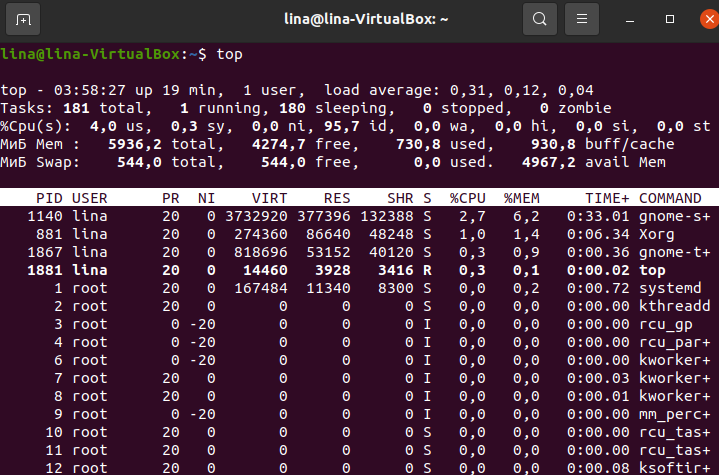 lina@lina-VirtualBox: ~
lina@lina-VirtualBox:~$ top
top - 03:58:27 up 19 min,  1 user,  load average: 0,31, 0,12, 0,04
Tasks: 181 total,   1 running, 180 sleeping,   0 stopped,   0 zombie
%Cpu(s):  4,0 us,  0,3 sy,  0,0 ni, 95,7 id,  0,0 wa,  0,0 hi,  0,0 si,  0,0 st
МиБ Mem :   5936,2 total,   4274,7 free,    730,8 used,    930,8 buff/cache
МиБ Swap:    544,0 total,    544,0 free,      0,0 used.   4967,2 avail Mem
PID USER      PR  NI    VIRT    RES    SHR S  %CPU  %MEM     TIME+ COMMAND
1140 lina      20   0 3732920 377396 132388 S   2,7   6,2   0:33.01 gnome-s+
881 lina      20   0  274360  86640  48248 S   1,0   1,4   0:06.34 Xorg
1867 lina      20   0  818696  53152  40120 S   0,3   0,9   0:00.36 gnome-t+
1881 lina      20   0   14460   3928   3416 R   0,3   0,1   0:00.02 top
1 root      20   0  167484  11340   8300 S   0,0   0,2   0:00.72 systemd
2 root      20   0       0      0      0 S   0,0   0,0   0:00.00 kthreadd
3 root       0 -20       0      0      0 I   0,0   0,0   0:00.00 rcu_gp
4 root       0 -20       0      0      0 I   0,0   0,0   0:00.00 rcu_par+
6 root       0 -20       0      0      0 I   0,0   0,0   0:00.00 kworker+
7 root      20   0       0      0      0 I   0,0   0,0   0:00.03 kworker+
8 root      20   0       0      0      0 I   0,0   0,0   0:00.01 kworker+
9 root       0 -20       0      0      0 I   0,0   0,0   0:00.00 mm_perc+
10 root      20   0       0      0      0 S   0,0   0,0   0:00.00 rcu_tas+
11 root      20   0       0      0      0 S   0,0   0,0   0:00.00 rcu_tas+
12 root      20   0       0      0      0 S   0,0   0,0   0:00.08 ksoftir+